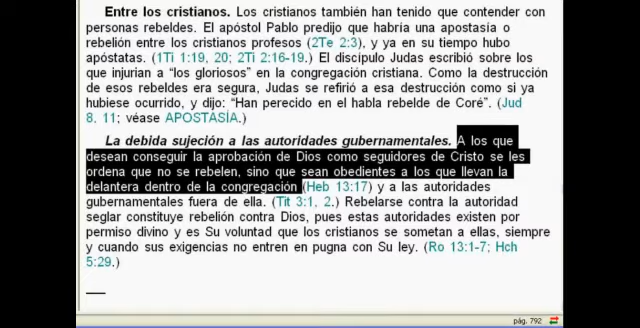 Entre los cristianos. Los cristianos también han tenido que contender con
personas rebeldes. El apóstol Pablo predijo que habría una apostasía o
rebelión entre los cristianos profesos (2Te 2:3), y ya en su tiempo hubo
apóstatas. (1Ti 1:19, 20; 2Ti 2:16-19.) El discípulo Judas escribió sobre los
que injurian a “los gloriosos” en la congregación cristiana. Como la destrucción
de esos rebeldes era segura, Judas se refirió a esa destrucción como si ya
hubiese ocurrido, y dijo: “Han perecido en el habla rebelde de Coré”. (Jud
8, 11; véase APOSTASÍA.)
La debida sujeción a las autoridades gubernamentales. A los que
desean conseguir la aprobación de Dios como seguidores de Cristo se les
ordena que no se rebelen, sino que sean obedientes a los que llevan la
delantera dentro de la congregación (Heb 13:17) y a las autoridades
gubernamentales fuera de ella. (Tit 3:1, 2.) Rebelarse contra la autoridad
seglar constituye rebelión contra Dios, pues estas autoridades existen por
permiso divino y es Su voluntad que los cristianos se sometan a ellas, siempre
y cuando sus exigencias no entren en pugna con Su ley. (Ro 13:1-7; Hch
5:29.)
pág. 792